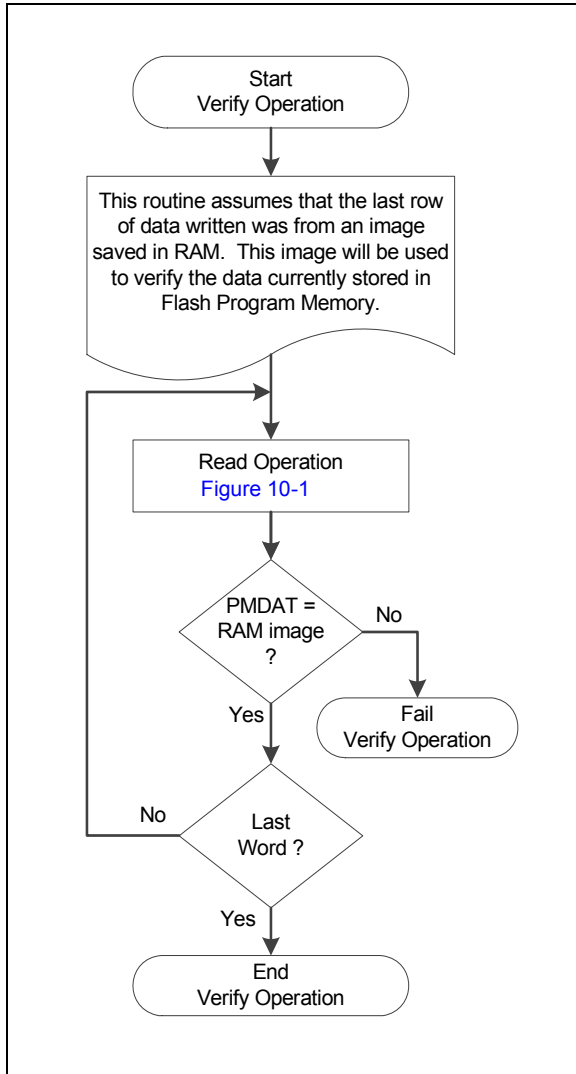 Start
Verify Operation
This routine assumes that the last row
of data written was from an image
saved in RAM. This image will be used
to verify the data currently stored in
Flash Program Memory.
Read Operation
Figure 10-1
PMDAT =
RAM image
?
No
Yes
Fail
Verify Operation
No
Last
Word ?
Yes
End
Verify Operation